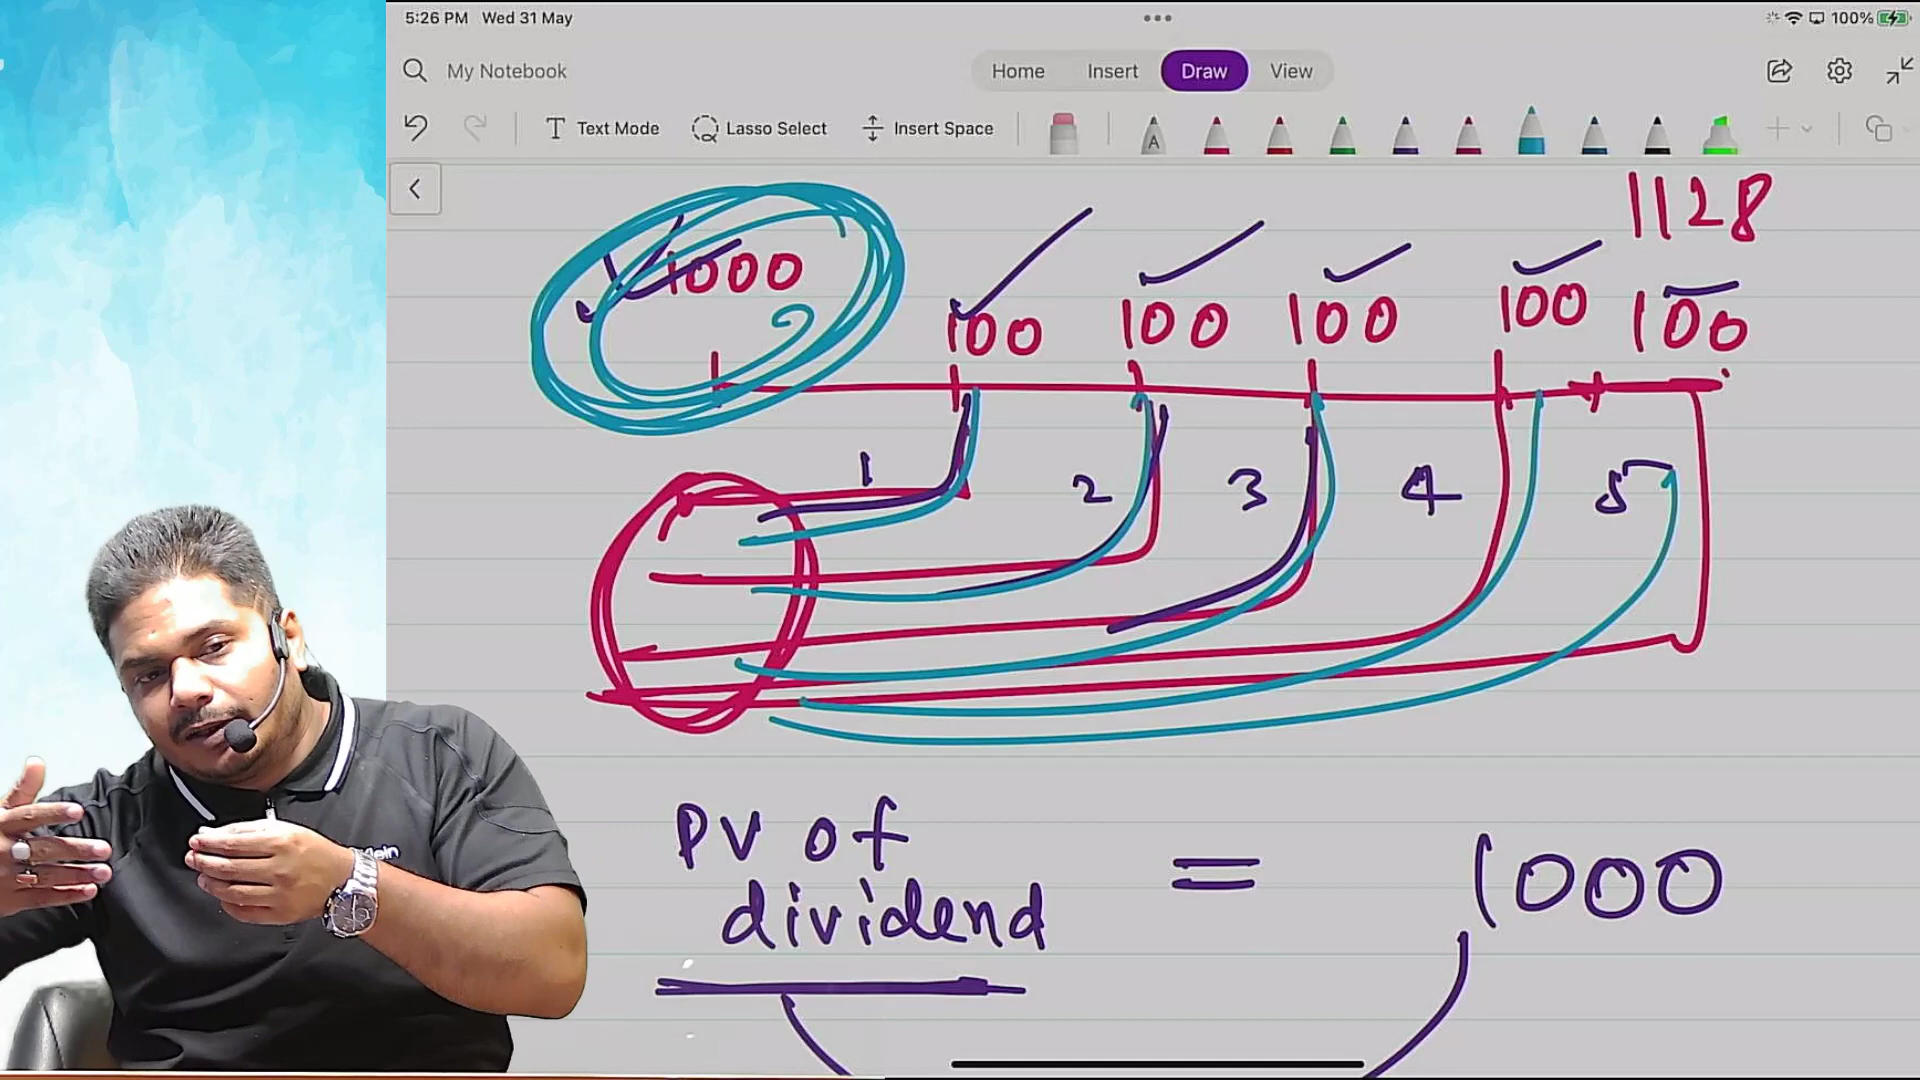 5:26 PM Wed 31 May
100%
My Notebook
Home Insert Draw View
Text Mode Lasso Select Insert Space
A
1128
1000
100 100 100 100 100
1 2 3 4 5
PV of
dividend = 1000